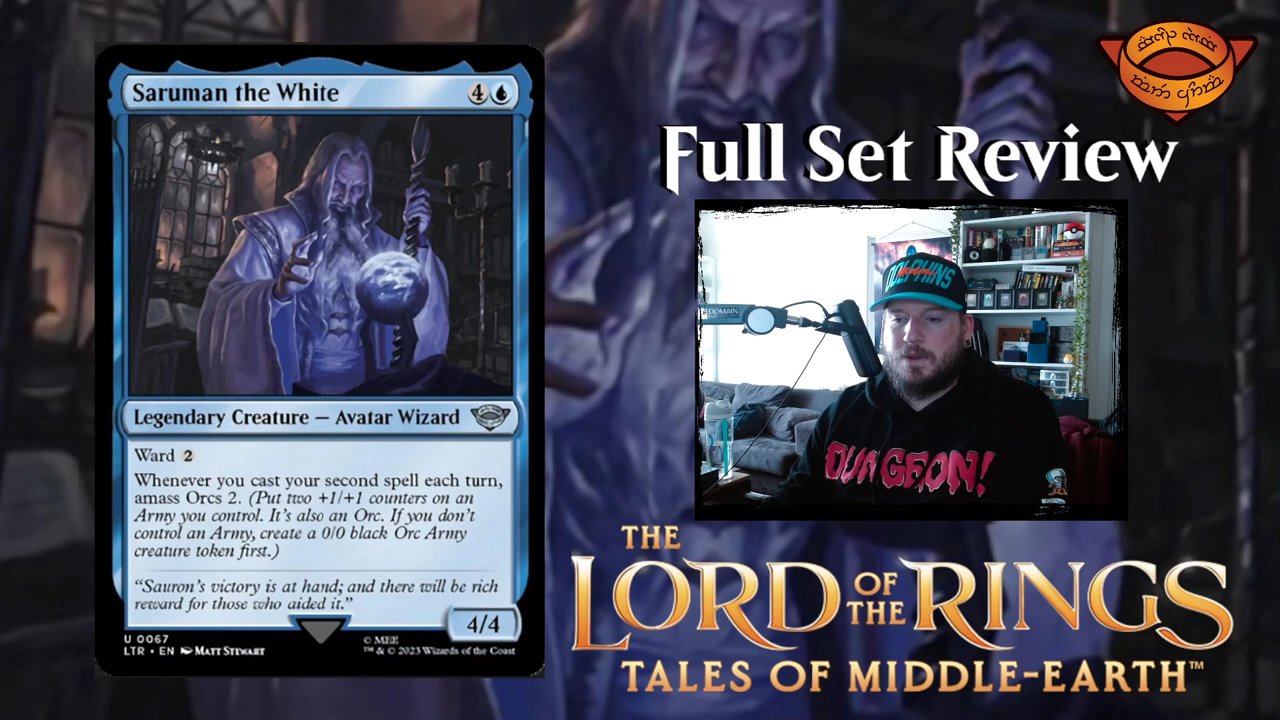 Saruman the White 4
Legendary Creature — Avatar Wizard
Ward 2
Whenever you cast your second spell each turn,
amass Orcs 2. (Put two +1/+1 counters on an
Army you control. It's also an Orc. If you don't
control an Army, create a 0/0 black Orc Army
creature token first.)
“Sauron's victory is at hand; and there will be rich
reward for those who aided it.”
4/4
U 0067
LTR • EN MATT STEWART
© MEE
™ & © 2023 Wizards of the Coast
Full Set Review
DOLPHINS
DOMAIN
DUNGEON!
THE
LORD OF THE RINGS
TALES OF MIDDLE-EARTH™